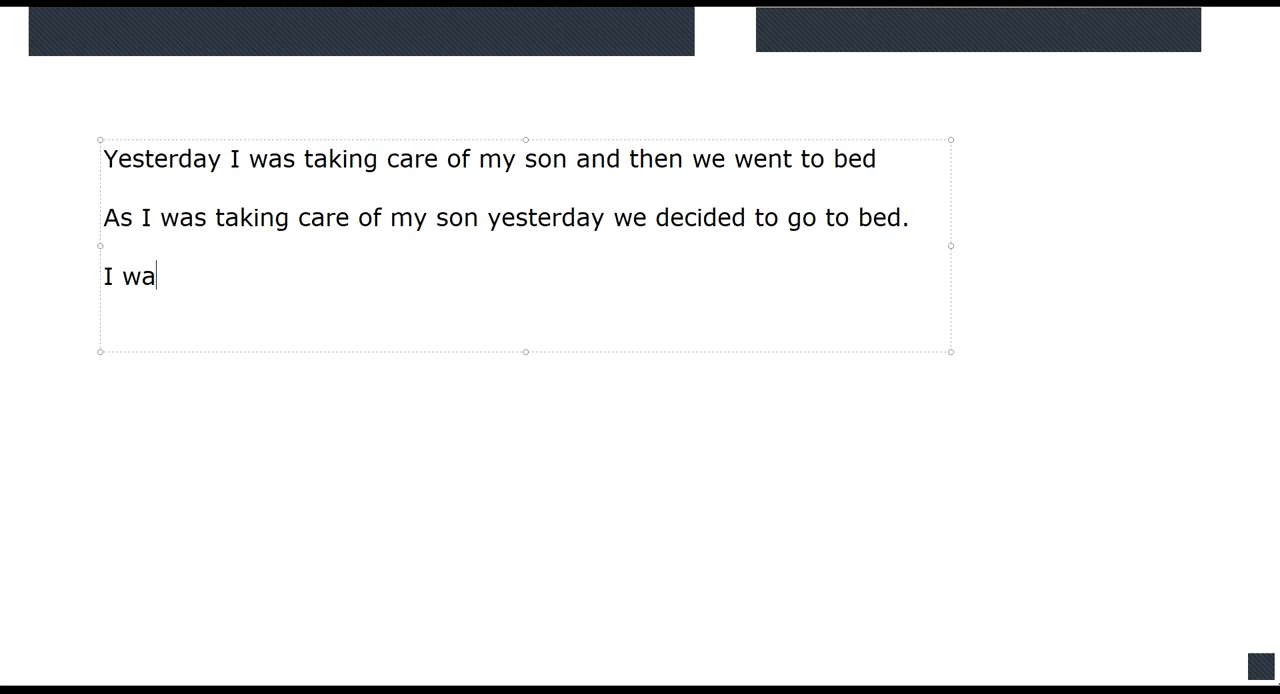 Yesterday I was taking care of my son and then we went to bed
As I was taking care of my son yesterday we decided to go to bed.
I wa